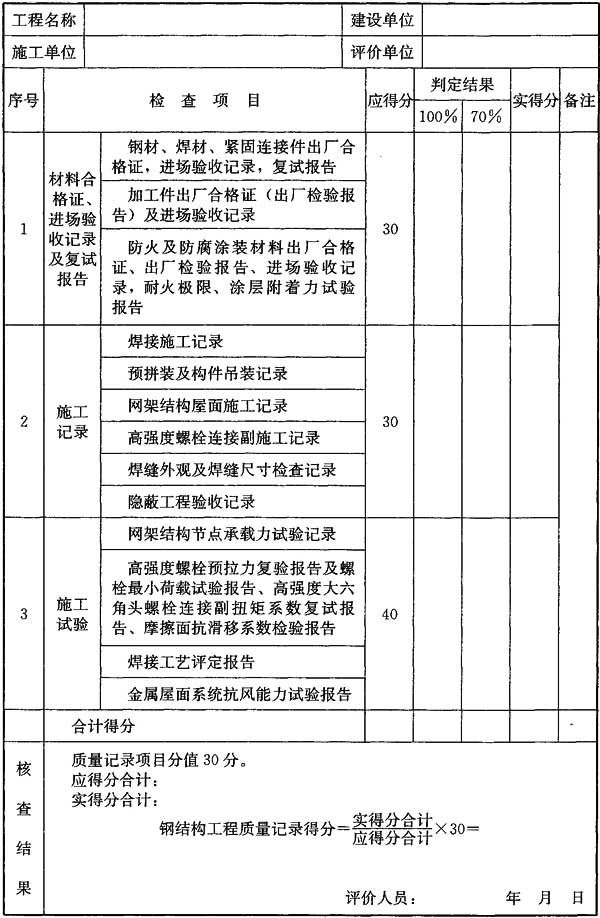 工程名称 建设单位
施工单位 评价单位
序号 检查项目 应得分 判定结果 实得分 备注
100% 70%
1 材料合格证、进场验收记录及复试报告 30
钢材、焊材、紧固连接件出厂合
格证，进场验收记录，复试报告
加工件出厂合格证（出厂检验报
告）及进场验收记录
防火及防腐涂装材料出厂合格
证、出厂检验报告、进场验收记
录，耐火极限、涂层附着力试验
报告
2 施工记录 30
焊接施工记录
预拼装及构件吊装记录
网架结构屋面施工记录
高强度螺栓连接副施工记录
焊缝外观及焊缝尺寸检查记录
隐蔽工程验收记录
3 施工试验 40
网架结构节点承载力试验记录
高强度螺栓预拉力复验报告及螺
栓最小荷载试验报告、高强度大六
角头螺栓连接副扭矩系数复试报
告、摩擦面抗滑移系数检验报告
焊接工艺评定报告
金属屋面系统抗风能力试验报告
合计得分
核查结果
质量记录项目分值30分。
应得分合计：
实得分合计：
钢结构工程质量记录得分=实得分合计/应得分合计×30=
评价人员： 年 月 日